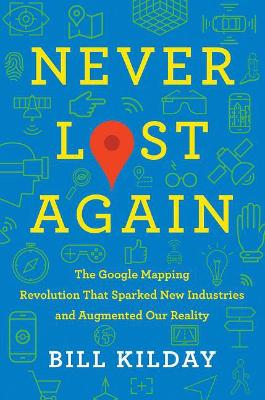 NEVER
LOST
AGAIN
The Google Mapping
Revolution That Sparked New Industries
and Augmented Our Reality
BILL KILDAY